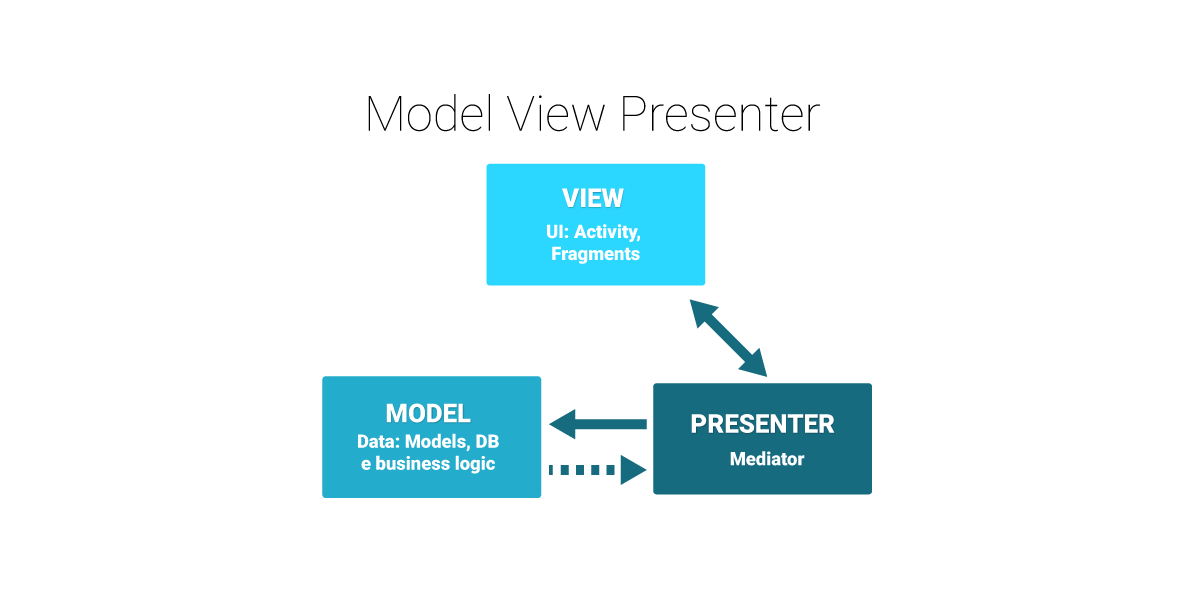 Model View Presenter
VIEW
UI: Activity,
Fragments
MODEL
Data: Models, DB
e business logic
PRESENTER
Mediator